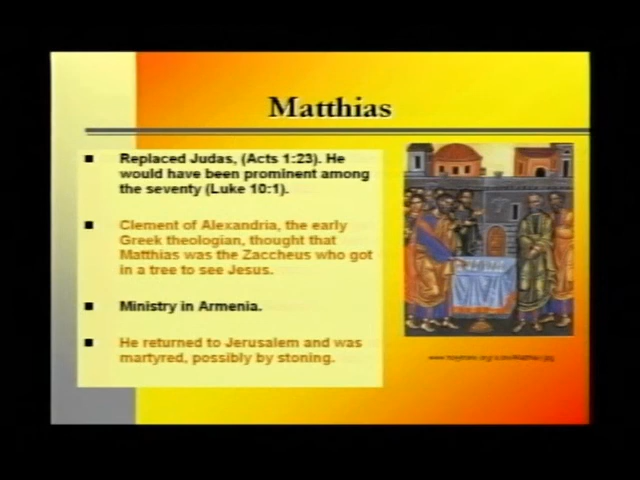 Matthias
Replaced Judas, (Acts 1:23). He
would have been prominent among
the seventy (Luke 10:1).
Clement of Alexandria, the early
Greek theologian, thought that
Matthias was the Zaccheus who got
in a tree to see Jesus.
Ministry in Armenia.
He returned to Jerusalem and was
martyred, possibly by stoning.